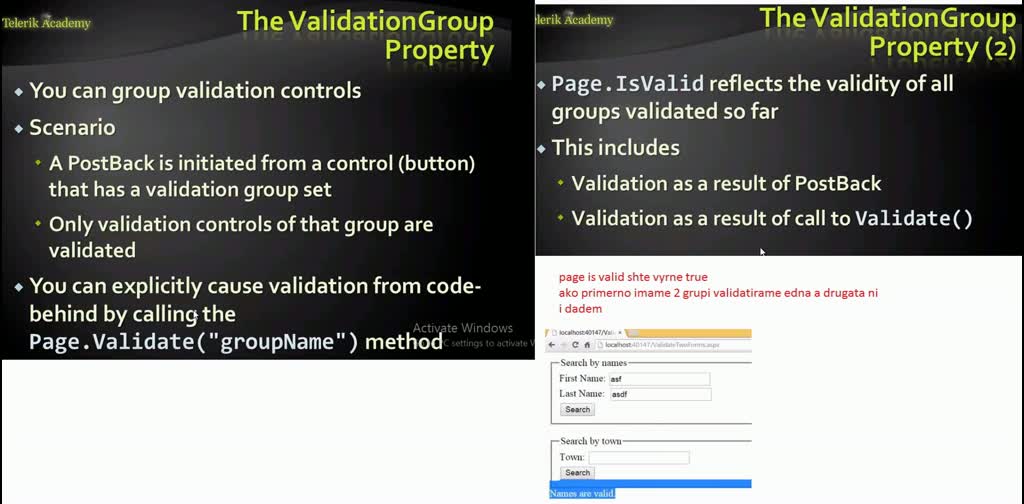 Telerik Academy
The ValidationGroup
Property
You can group validation controls
Scenario
A PostBack is initiated from a control (button)
that has a validation group set
Only validation controls of that group are
validated
You can explicitly cause validation from code-
behind by calling the
Page.Validate("groupName") method
Activate Windows
C settings to activate W
elerik Academy
The ValidationGroup
Property (2)
Page.IsValid reflects the validity of all
groups validated so far
This includes
Validation as a result of PostBack
Validation as a result of call to Validate()
page is valid shte vyrne true
ako primerno imame 2 grupi validatirame edna a drugata ni
i dadem
localhost:40147/Vali
localhost:40147/ValidateTwoForms.aspx
Search by names
First Name: asf
Last Name: asdf
Search
Search by town
Town:
Search
Names are valid.